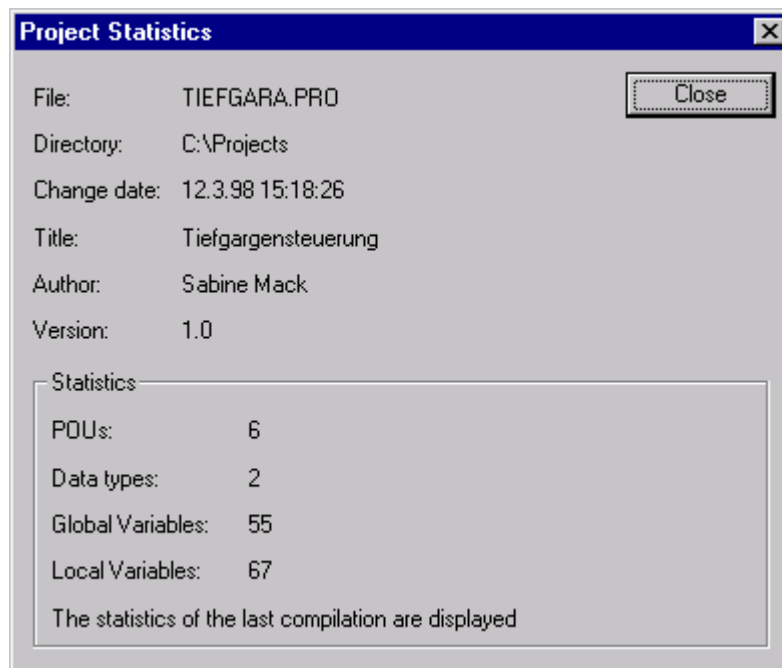 Project Statistics
File: TIEFGARA.PRO
Close
Directory: C:\Projects
Change date: 12.3.98 15:18:26
Title: Tiefgargensteuerung
Author: Sabine Mack
Version: 1.0
Statistics
POUs: 6
Data types: 2
Global Variables: 55
Local Variables: 67
The statistics of the last compilation are displayed